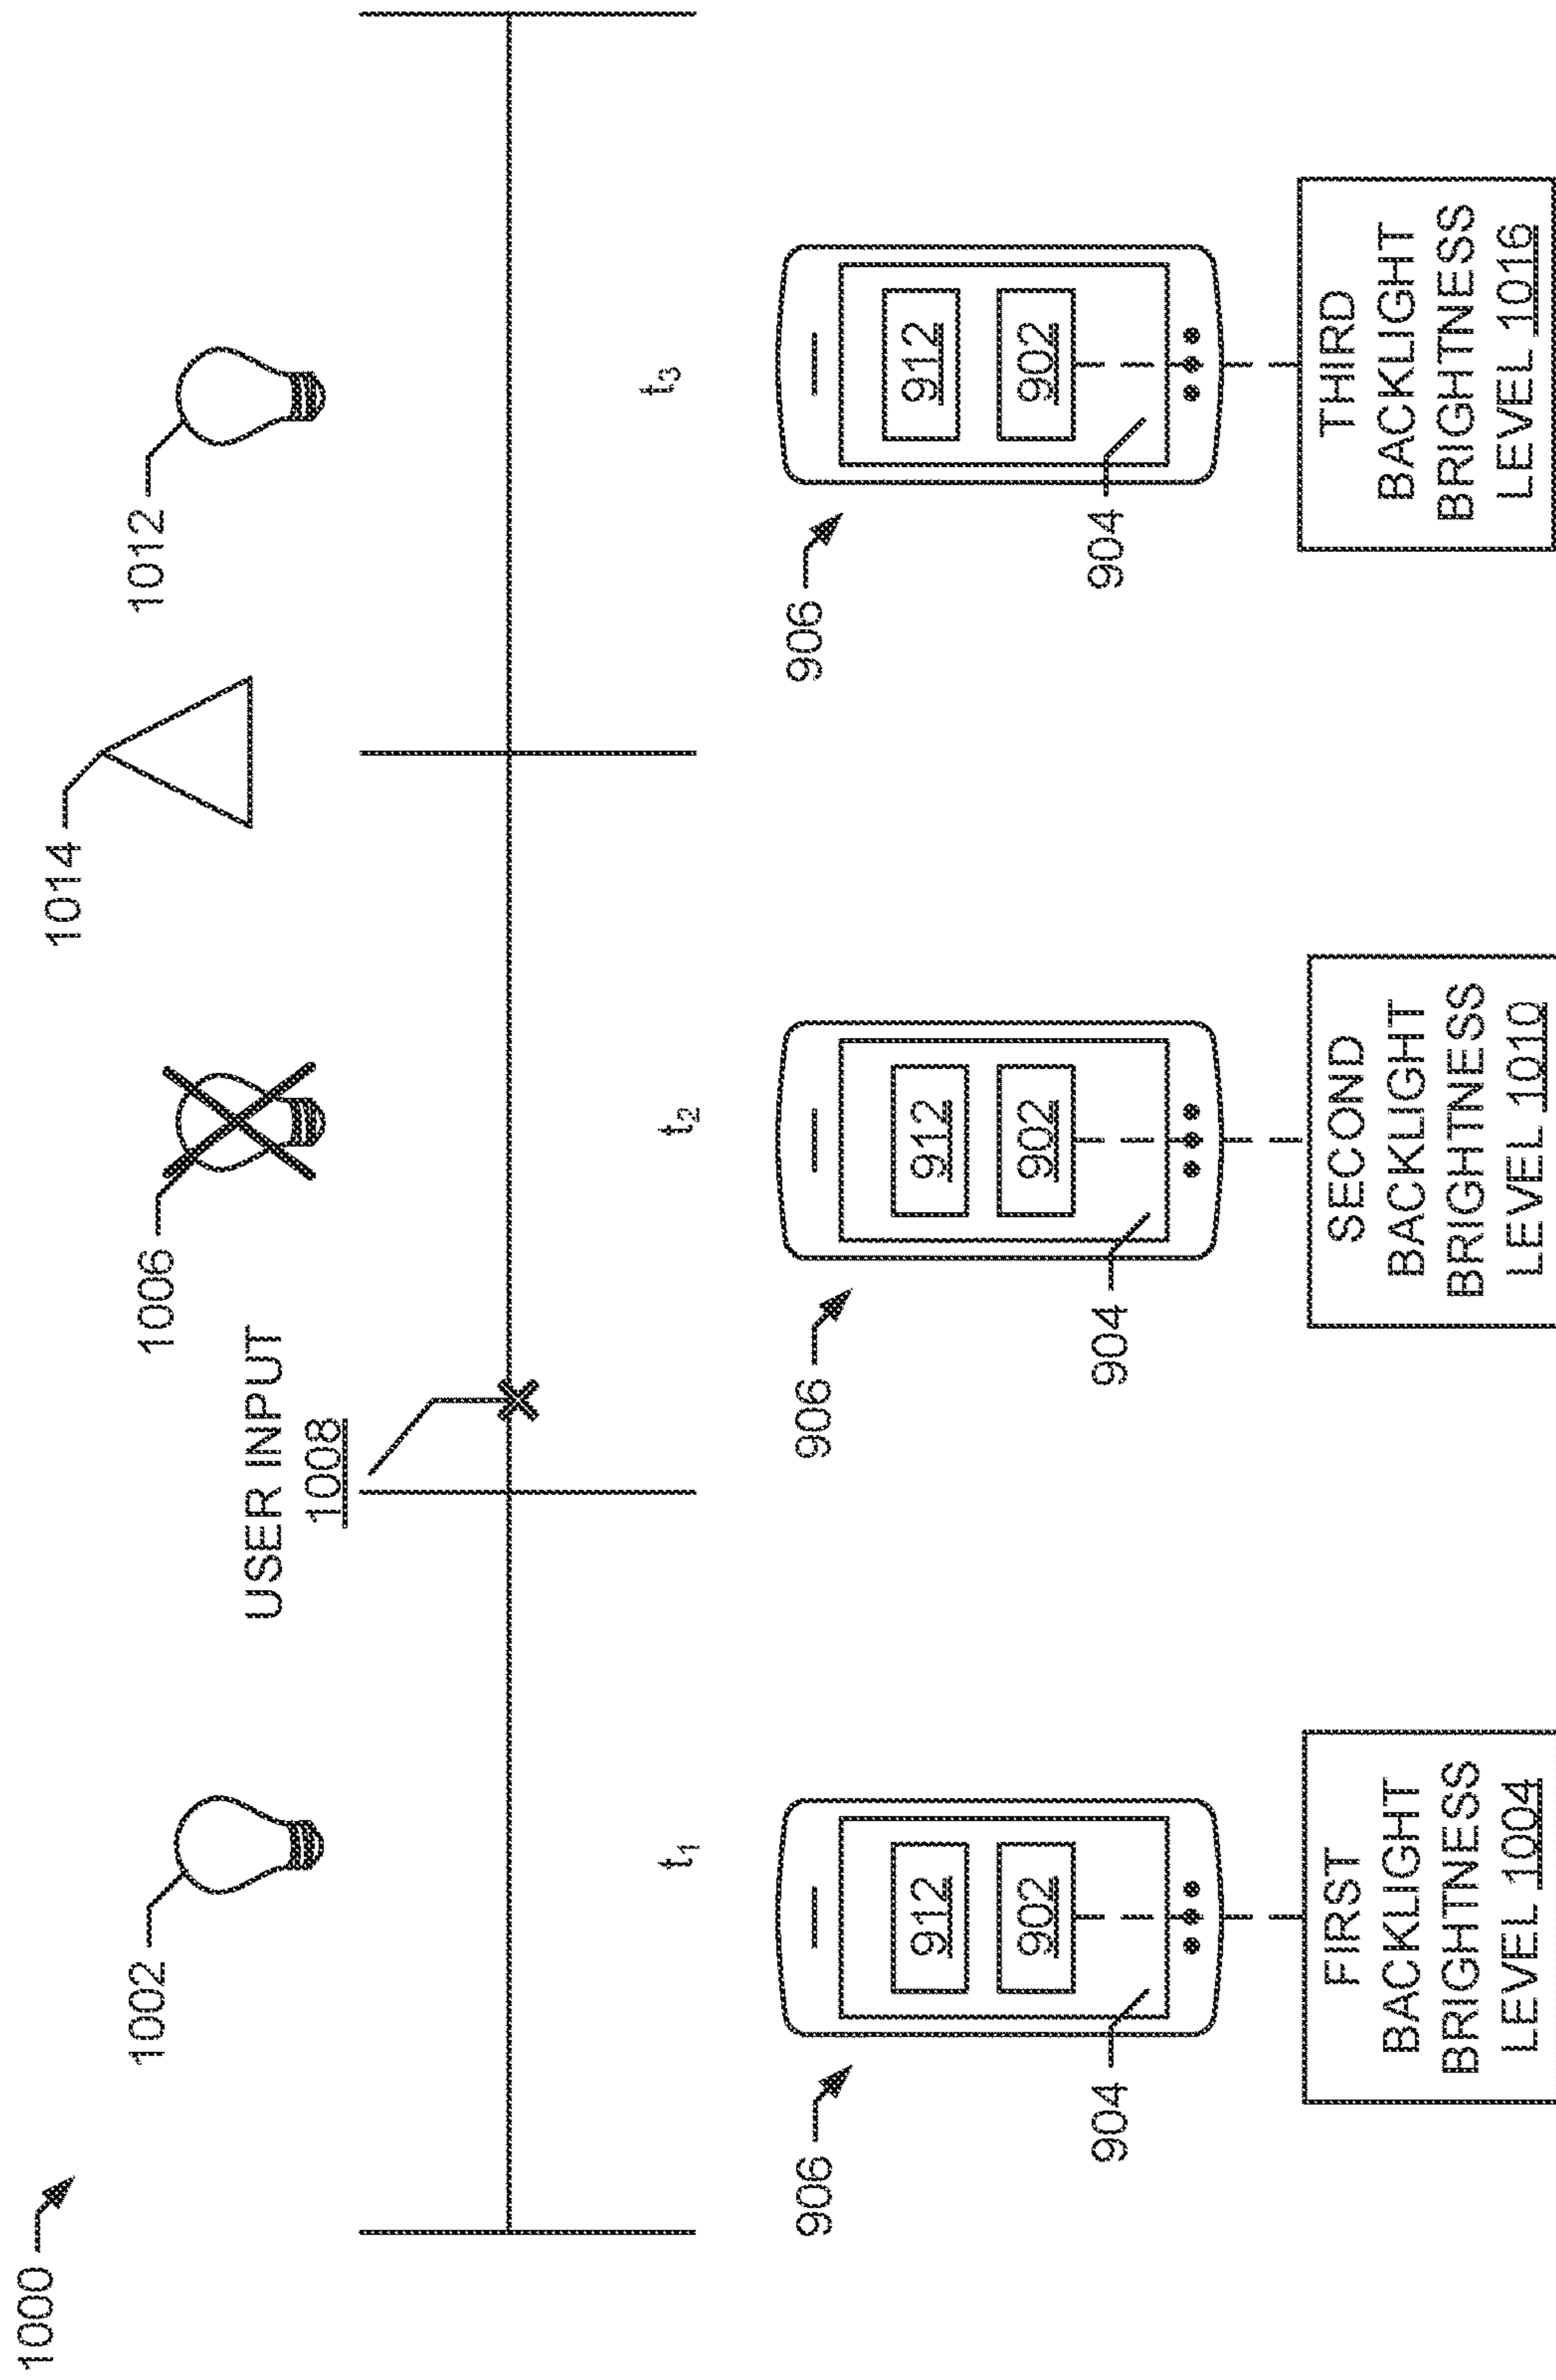 1000
1002
USER INPUT
1008
1006
1014
1012
t1
t2
t3
906
912
902
904
FIRST
BACKLIGHT
BRIGHTNESS
LEVEL 1004
906
912
902
904
SECOND
BACKLIGHT
BRIGHTNESS
LEVEL 1010
906
912
902
904
THIRD
BACKLIGHT
BRIGHTNESS
LEVEL 1016